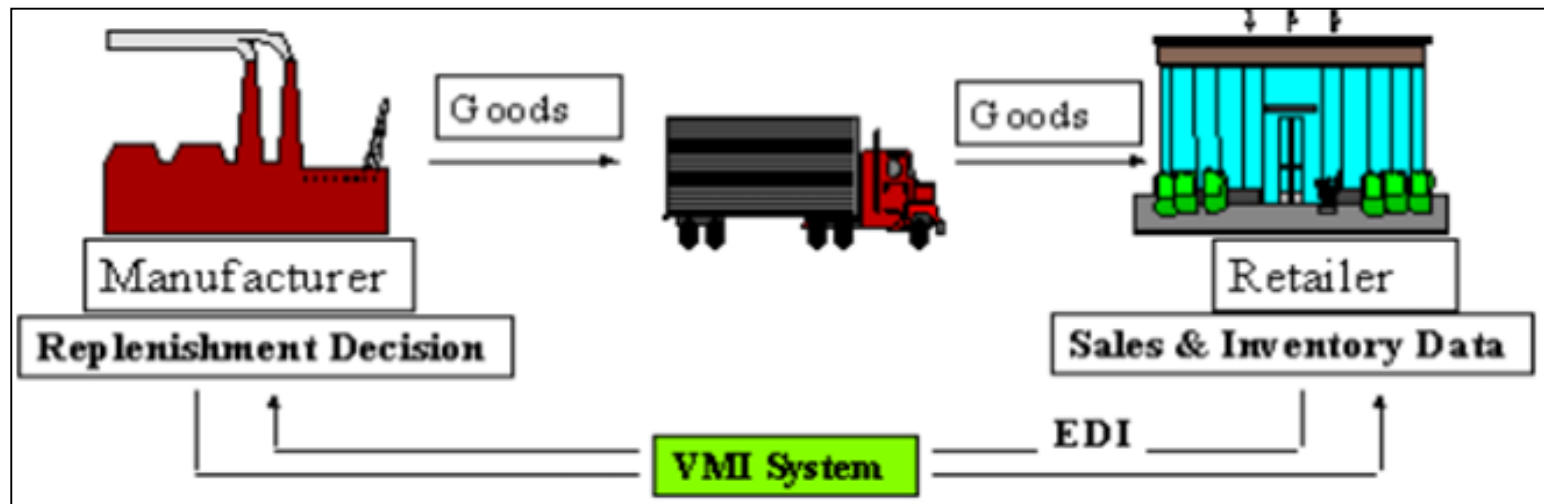 Goods
Goods
Manufacturer
Retailer
Replenishment Decision
Sales & Inventory Data
EDI
VMI System